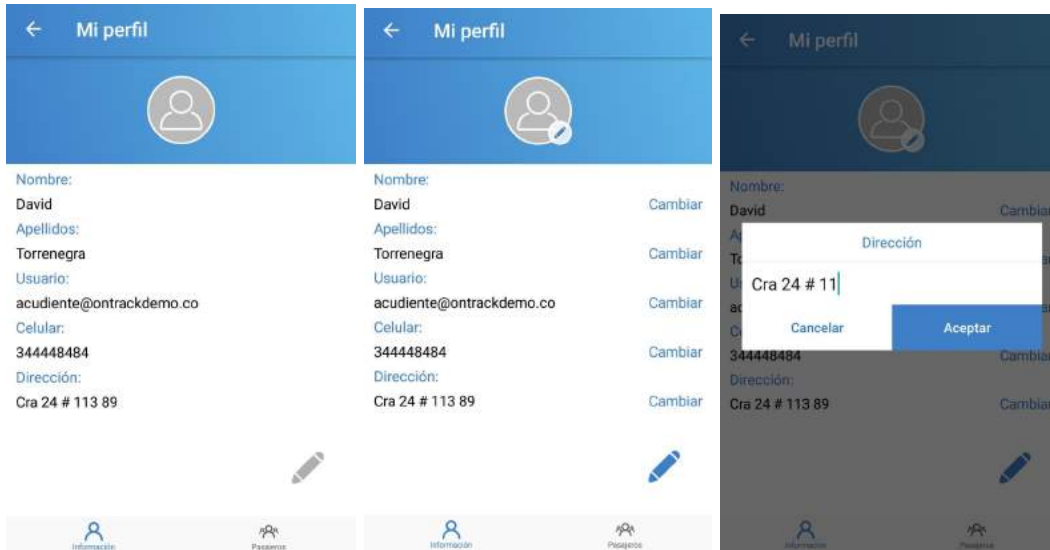 Mi perfil
Nombre:
David
Apellidos:
Torrenegra
Usuario:
acudiente@ontrackdemo.co
Celular:
344448484
Dirección:
Cra 24 # 113 89
Información
Pasajeros
Mi perfil
Nombre:
David Cambiar
Apellidos:
Torrenegra Cambiar
Usuario:
acudiente@ontrackdemo.co Cambiar
Celular:
344448484 Cambiar
Dirección:
Cra 24 # 113 89 Cambiar
Información
Pasajeros
Mi perfil
Nombre:
David Cambiar
Dirección
Cra 24 # 11
Cancelar Aceptar
344448484 Cambiar
Dirección:
Cra 24 # 113 89 Cambiar
Información
Pasajeros